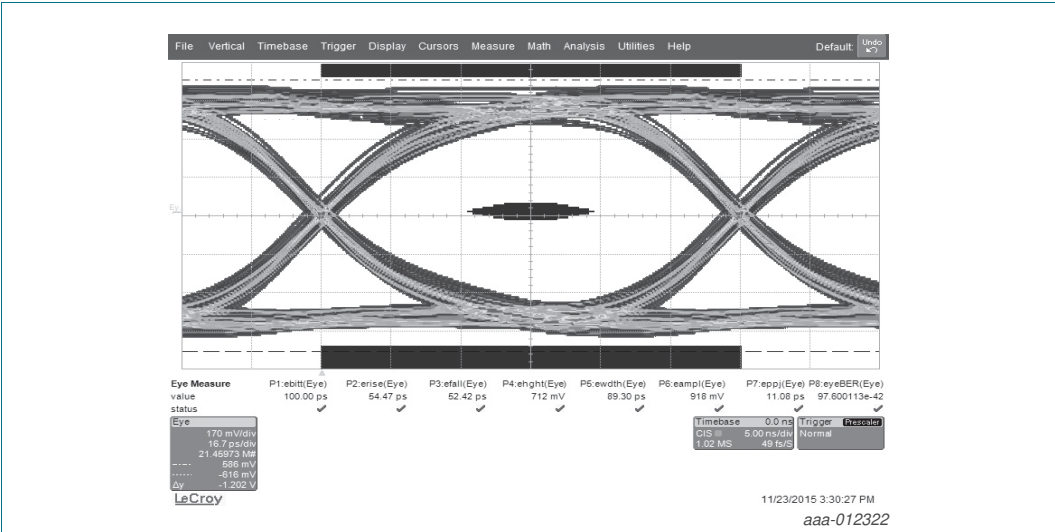 File Vertical Timebase Trigger Display Cursors Measure Math Analysis Utilities Help Default: Undo
Ey
Eye Measure P1:ebitt(Eye) P2:erise(Eye) P3:efall(Eye) P4:ehght(Eye) P5:ewdth(Eye) P6:eampl(Eye) P7:eppj(Eye) P8:eyeBER(Eye)
value 100.00 ps 54.47 ps 52.42 ps 712 mV 89.30 ps 918 mV 11.08 ps 97.600113e-42
status
Eye
170 mV/div
16.7 ps/div
21.45973 M#
586 mV
-616 mV
Δy -1.202 V
Timebase 0.0 ns
CIS 5.00 ns/div
1.02 MS 49 fs/S
Trigger Prescaler
Normal
LeCroy
11/23/2015 3:30:27 PM
aaa-012322